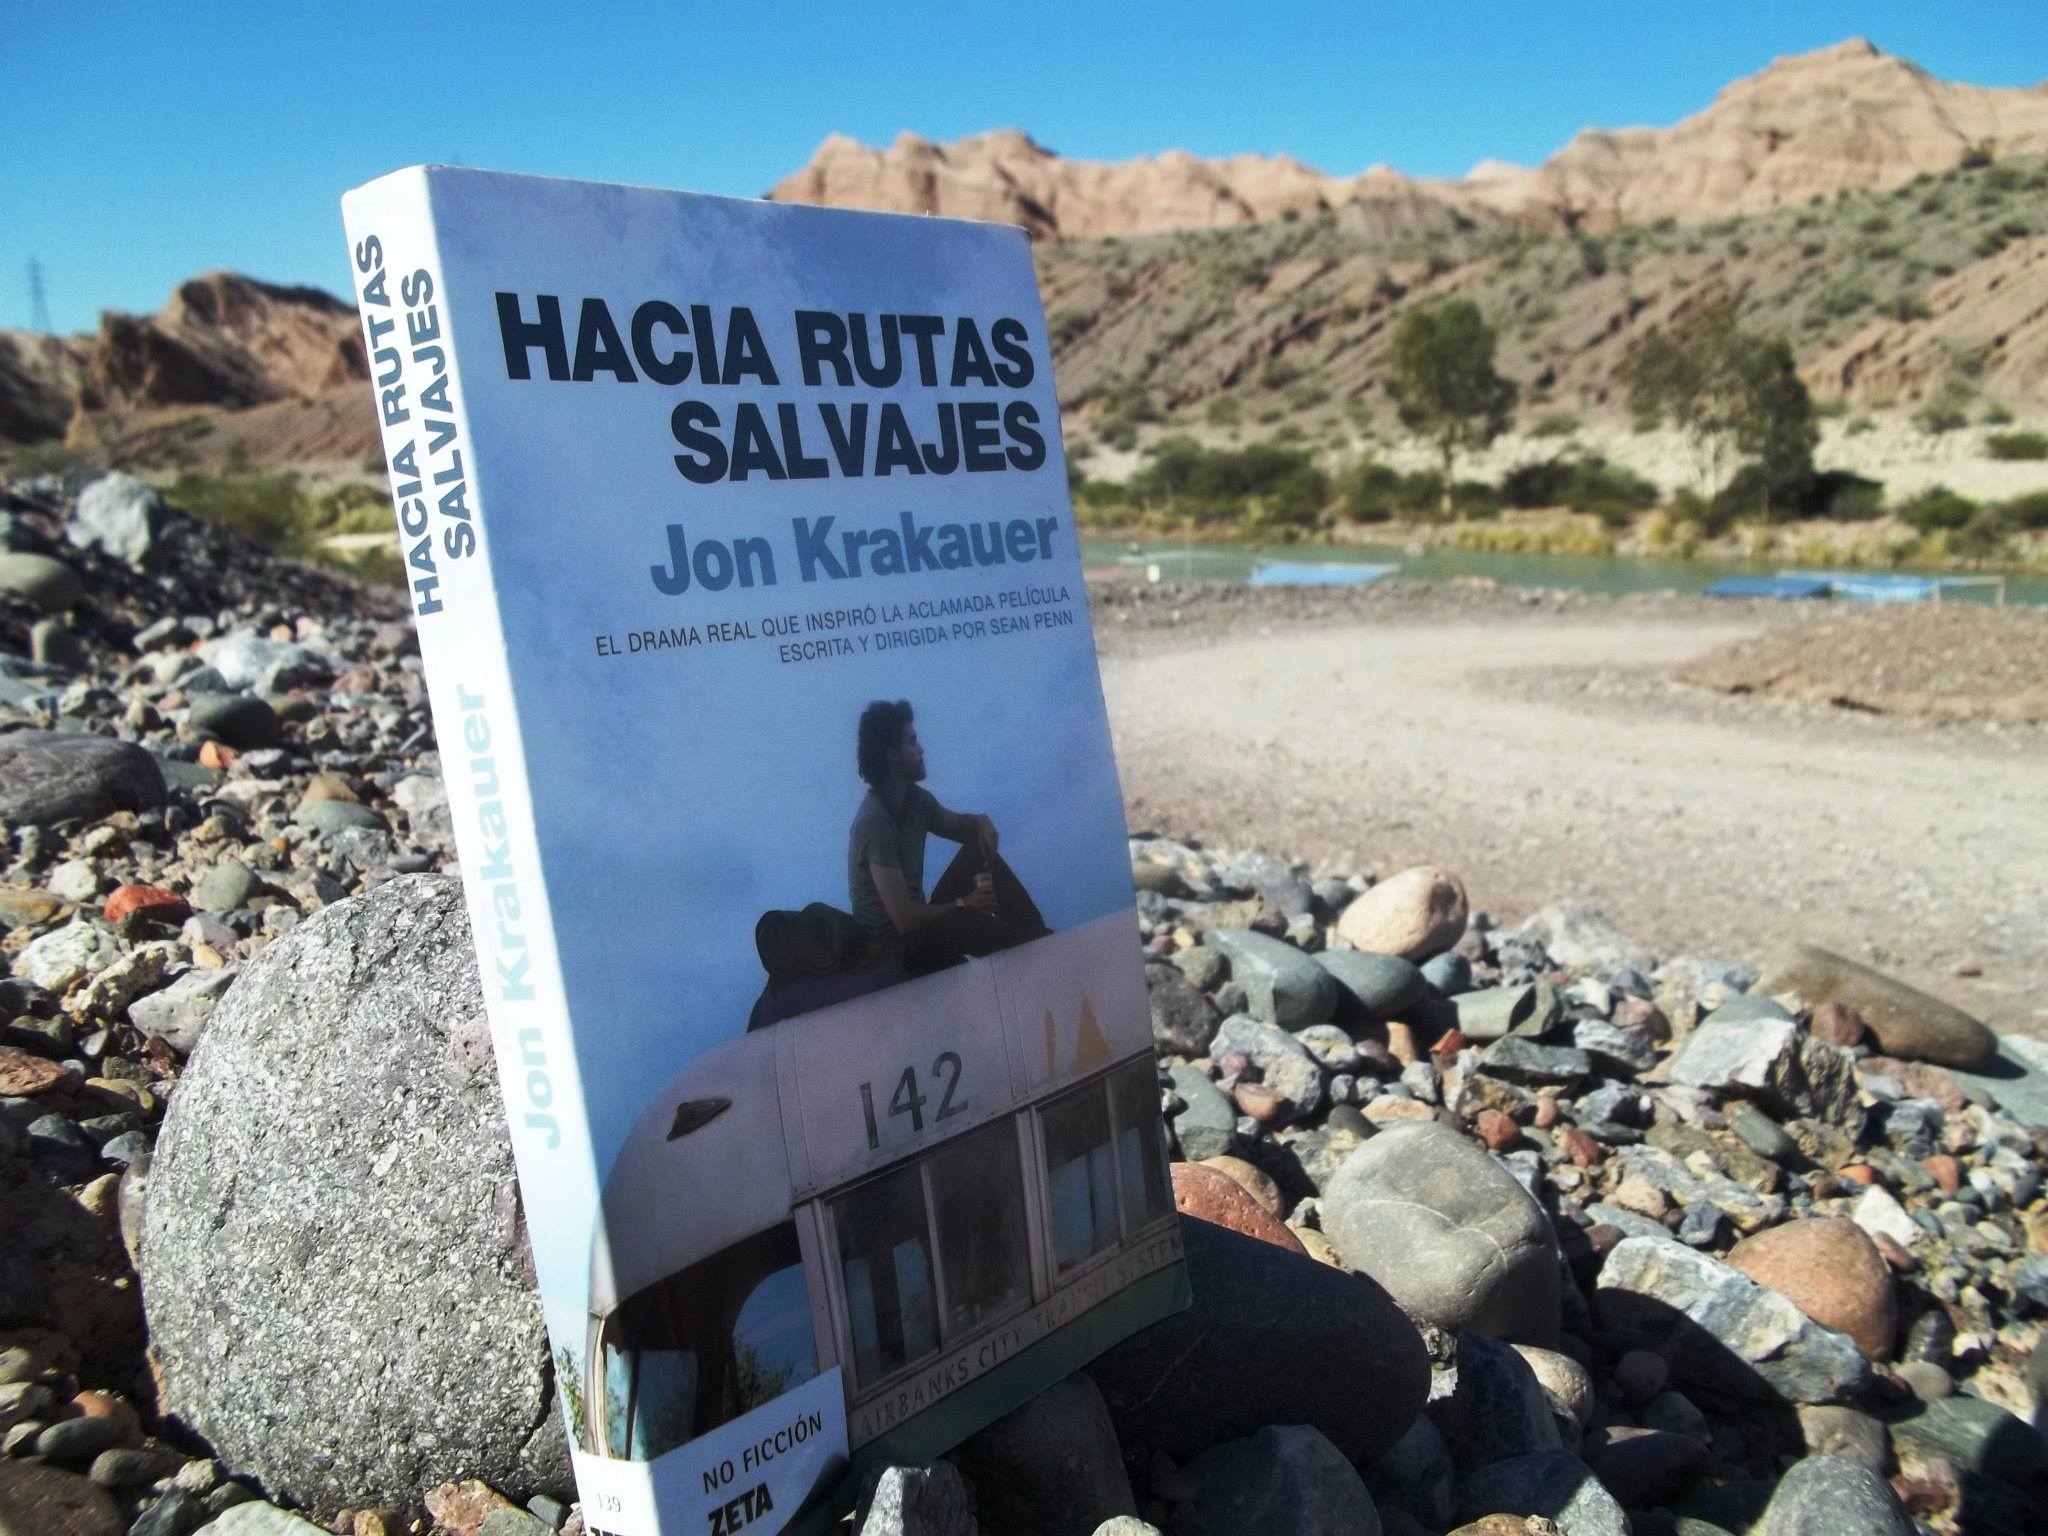 HACIA RUTAS
SALVAJES
Jon Krakauer
HACIA RUTAS
SALVAJES
Jon Krakauer
EL DRAMA REAL QUE INSPIRÓ LA ACLAMADA PELÍCULA
ESCRITA Y DIRIGIDA POR SEAN PENN
142
AIRBANKS CITY TRANSIT SISTEM
NO FICCIÓN
ZETA
139